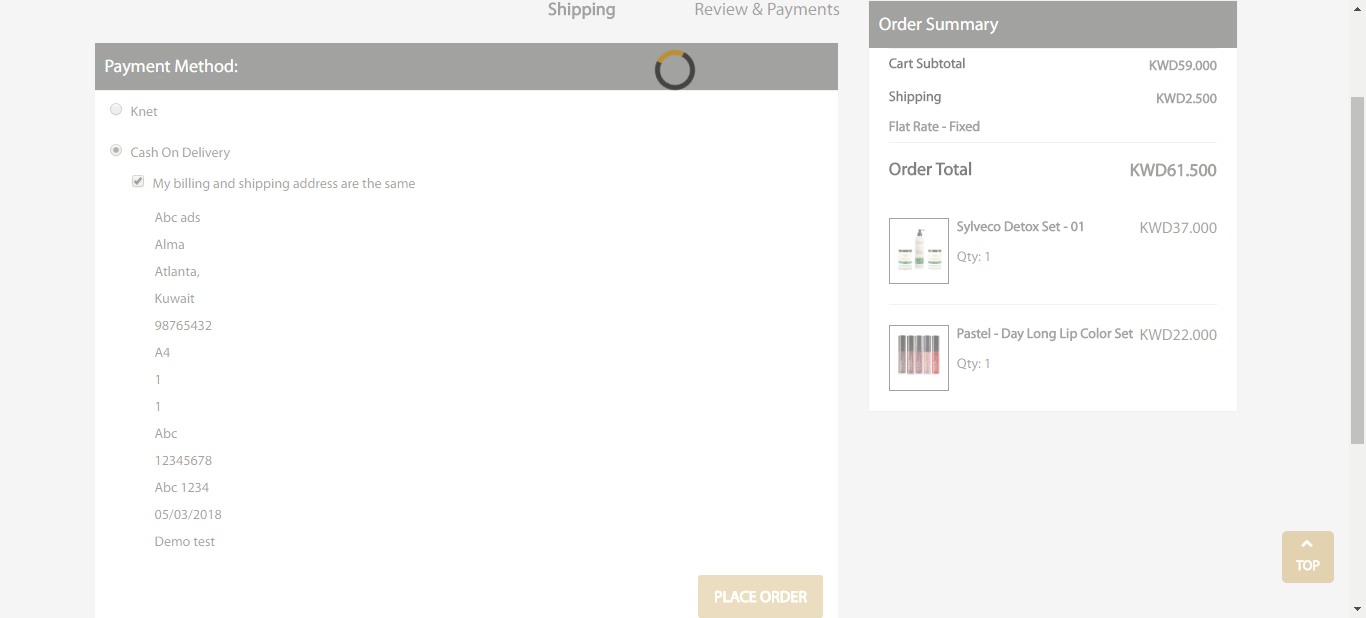 Shipping
Review & Payments
Payment Method:
Knet
Cash On Delivery
My billing and shipping address are the same
Abc ads
Alma
Atlanta,
Kuwait
98765432
A4
1
1
Abc
12345678
Abc 1234
05/03/2018
Demo test
PLACE ORDER
Order Summary
Cart Subtotal KWD59.000
Shipping KWD2.500
Flat Rate - Fixed
Order Total KWD61.500
Sylveco Detox Set - 01 KWD37.000
Qty: 1
Pastel - Day Long Lip Color Set KWD22.000
Qty: 1
TOP